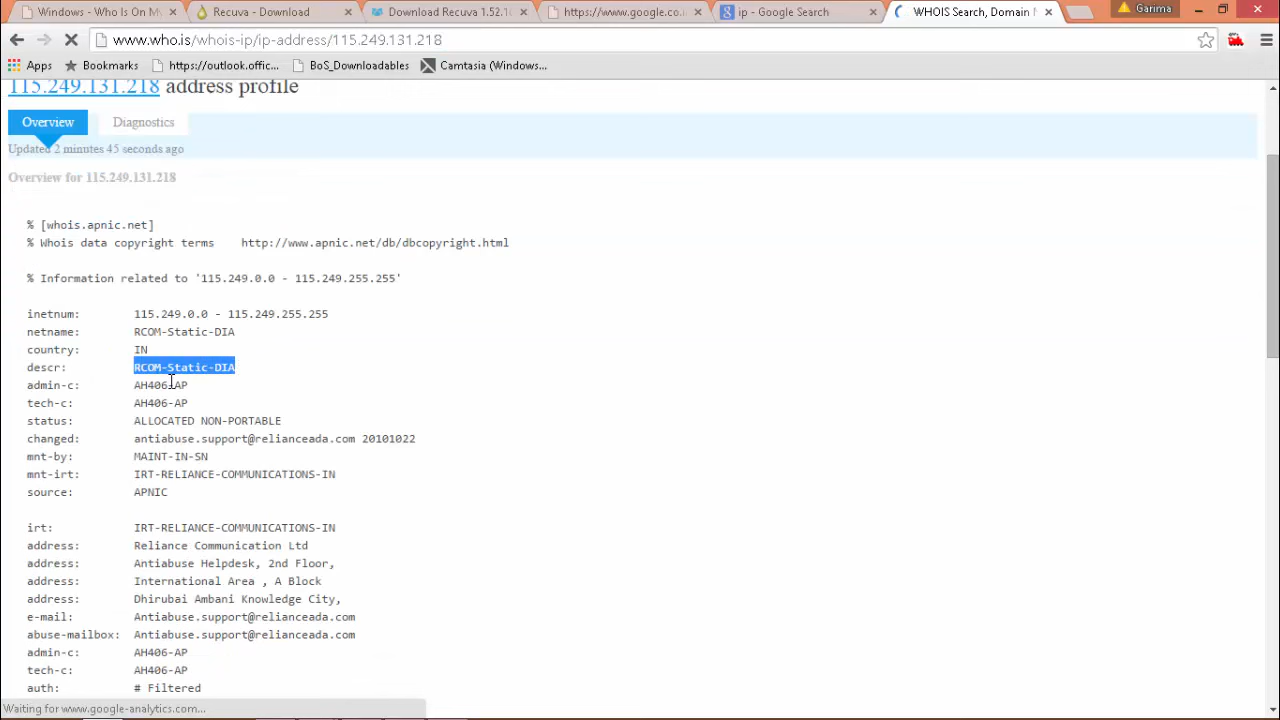 Windows - Who Is On My
Recuva - Download
Download Recuva 1.52.10
https://www.google.co.in
ip - Google Search
WHOIS Search, Domain N
Garima
www.who.is/whois-ip/ip-address/115.249.131.218
Apps
Bookmarks
https://outlook.offic...
BoS_Downloadables
Camtasia (Windows...
115.249.131.218 address profile
Overview
Diagnostics
Updated 2 minutes 45 seconds ago
Overview for 115.249.131.218
% [whois.apnic.net]
% Whois data copyright terms http://www.apnic.net/db/dbcopyright.html
% Information related to '115.249.0.0 - 115.249.255.255'
inetnum: 115.249.0.0 - 115.249.255.255
netname: RCOM-Static-DIA
country: IN
descr: RCOM-Static-DIA
admin-c: AH406-AP
tech-c: AH406-AP
status: ALLOCATED NON-PORTABLE
changed: antiabuse.support@relianceada.com 20101022
mnt-by: MAINT-IN-SN
mnt-irt: IRT-RELIANCE-COMMUNICATIONS-IN
source: APNIC
irt: IRT-RELIANCE-COMMUNICATIONS-IN
address: Reliance Communication Ltd
address: Antiabuse Helpdesk, 2nd Floor,
address: International Area , A Block
address: Dhirubai Ambani Knowledge City,
e-mail: Antiabuse.support@relianceada.com
abuse-mailbox: Antiabuse.support@relianceada.com
admin-c: AH406-AP
tech-c: AH406-AP
auth: # Filtered
Waiting for www.google-analytics.com...